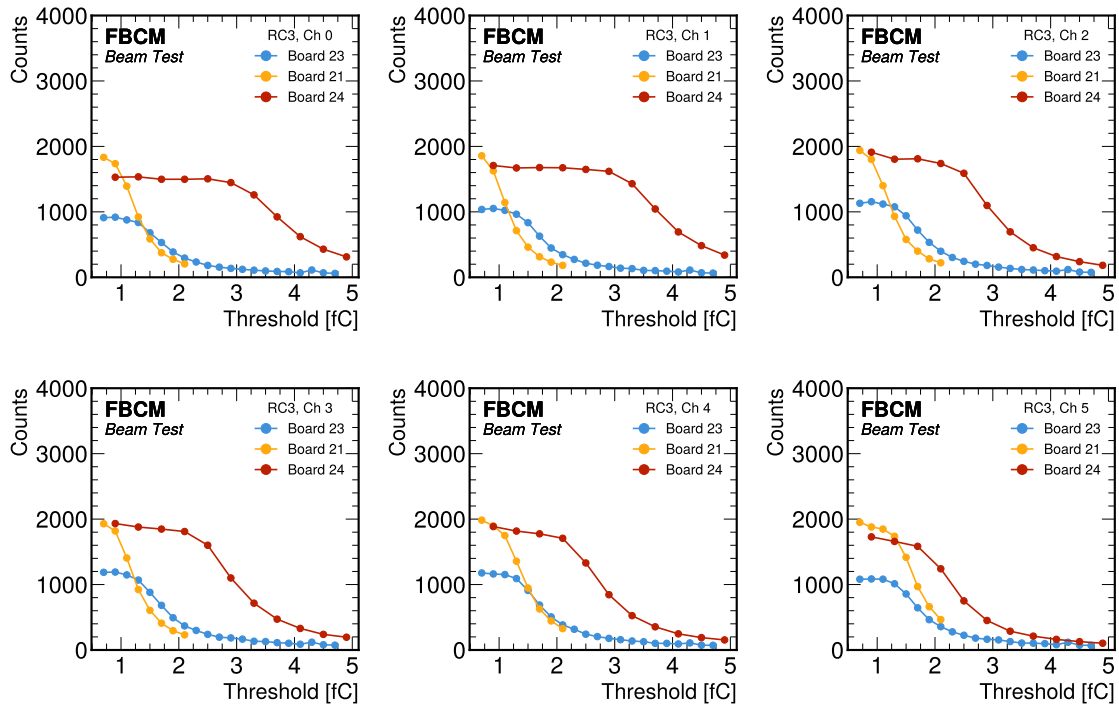 Counts
4000
3000
2000
1000
0
FBCM
Beam Test
RC3, Ch 0
Board 23
Board 21
Board 24
1 2 3 4 5
Threshold [fC]
Counts
4000
3000
2000
1000
0
FBCM
Beam Test
RC3, Ch 1
Board 23
Board 21
Board 24
1 2 3 4 5
Threshold [fC]
Counts
4000
3000
2000
1000
0
FBCM
Beam Test
RC3, Ch 2
Board 23
Board 21
Board 24
1 2 3 4 5
Threshold [fC]
Counts
4000
3000
2000
1000
0
FBCM
Beam Test
RC3, Ch 3
Board 23
Board 21
Board 24
1 2 3 4 5
Threshold [fC]
Counts
4000
3000
2000
1000
0
FBCM
Beam Test
RC3, Ch 4
Board 23
Board 21
Board 24
1 2 3 4 5
Threshold [fC]
Counts
4000
3000
2000
1000
0
FBCM
Beam Test
RC3, Ch 5
Board 23
Board 21
Board 24
1 2 3 4 5
Threshold [fC]